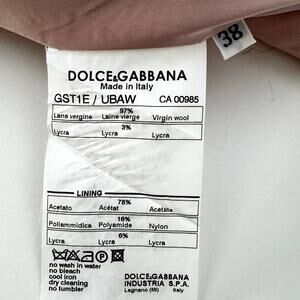 38
DOLCE&GABBANA
Made in Italy
GST1E / UBAW CA 00985
97%
Lana vergine Laine vierge Virgin wool
3%
Lycra Lycra Lycra
LINING
78%
Acetato Acétate Acetate
16%
Poliammidica Polyamide Nylon
6%
Lycra Lycra Lycra
no wash in water
no bleach
cool iron
dry cleaning
no tumbler
DOLCE&GABBANA
INDUSTRIA S.P.A.
Legnano (MI) Italy